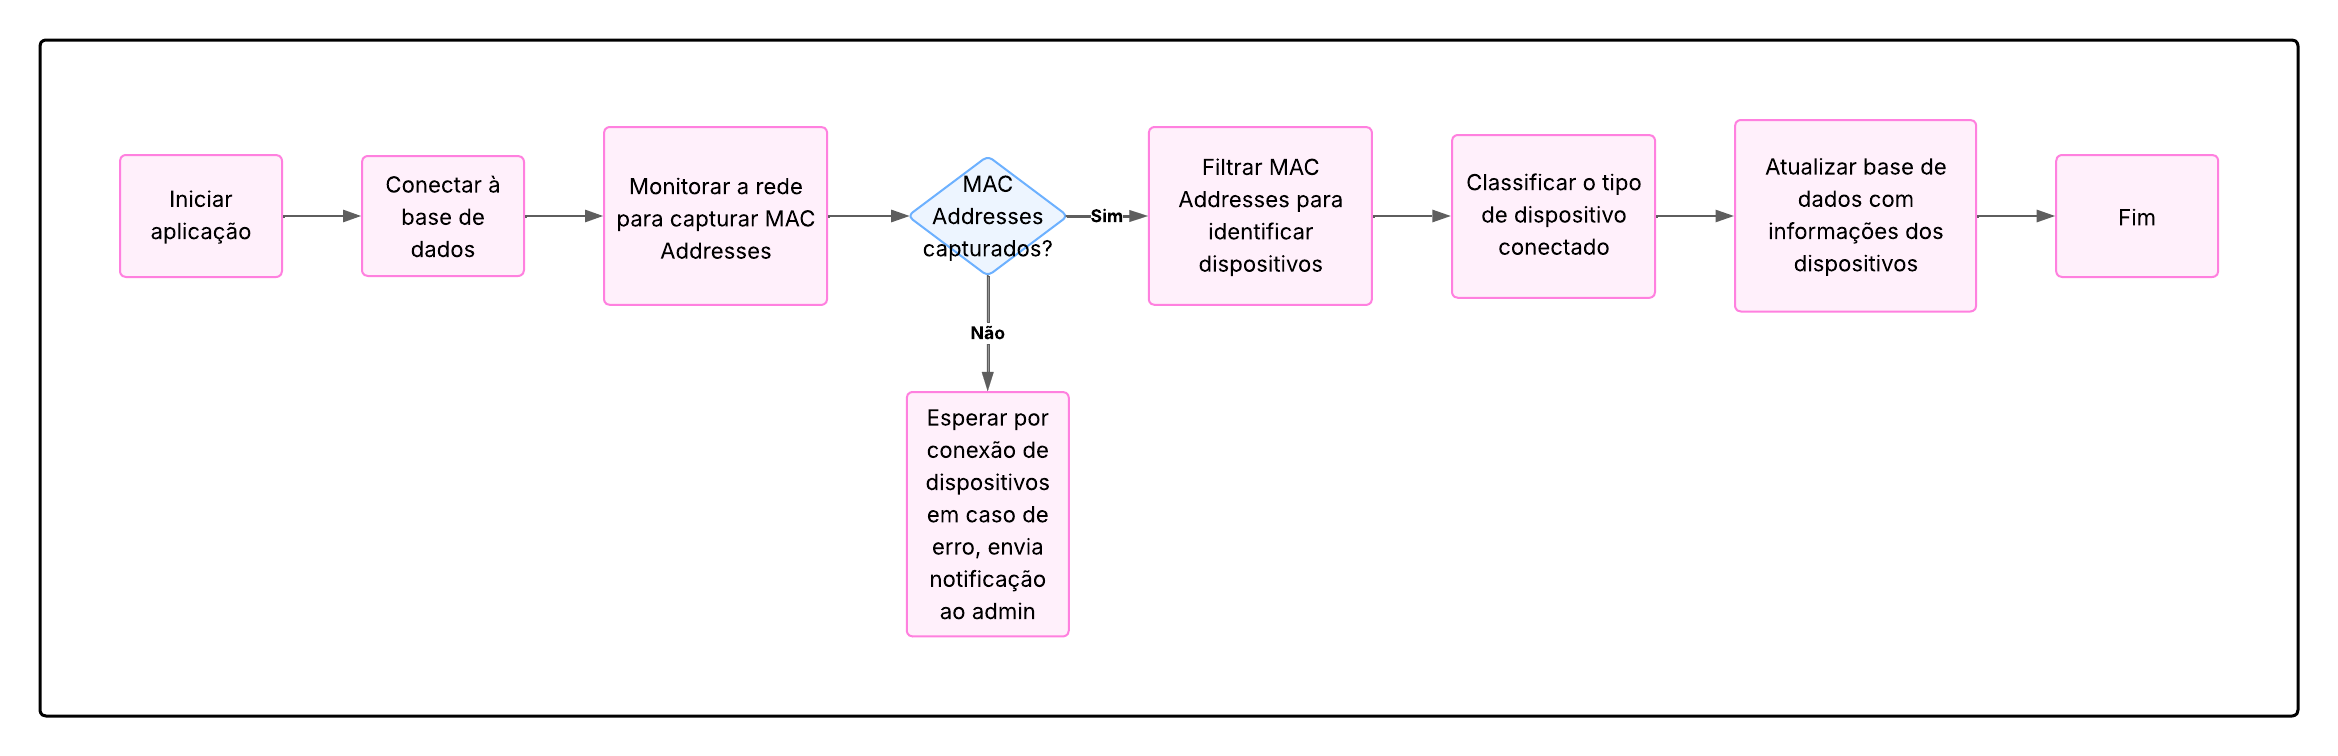 Iniciar
aplicação
Conectar à
base de
dados
Monitorar a rede
para capturar MAC
Addresses
MAC
Addresses
capturados?
Sim
Filtrar MAC
Addresses para
identificar
dispositivos
Classificar o tipo
de dispositivo
conectado
Atualizar base de
dados com
informações dos
dispositivos
Fim
Não
Esperar por
conexão de
dispositivos
em caso de
erro, envia
notificação
ao admin